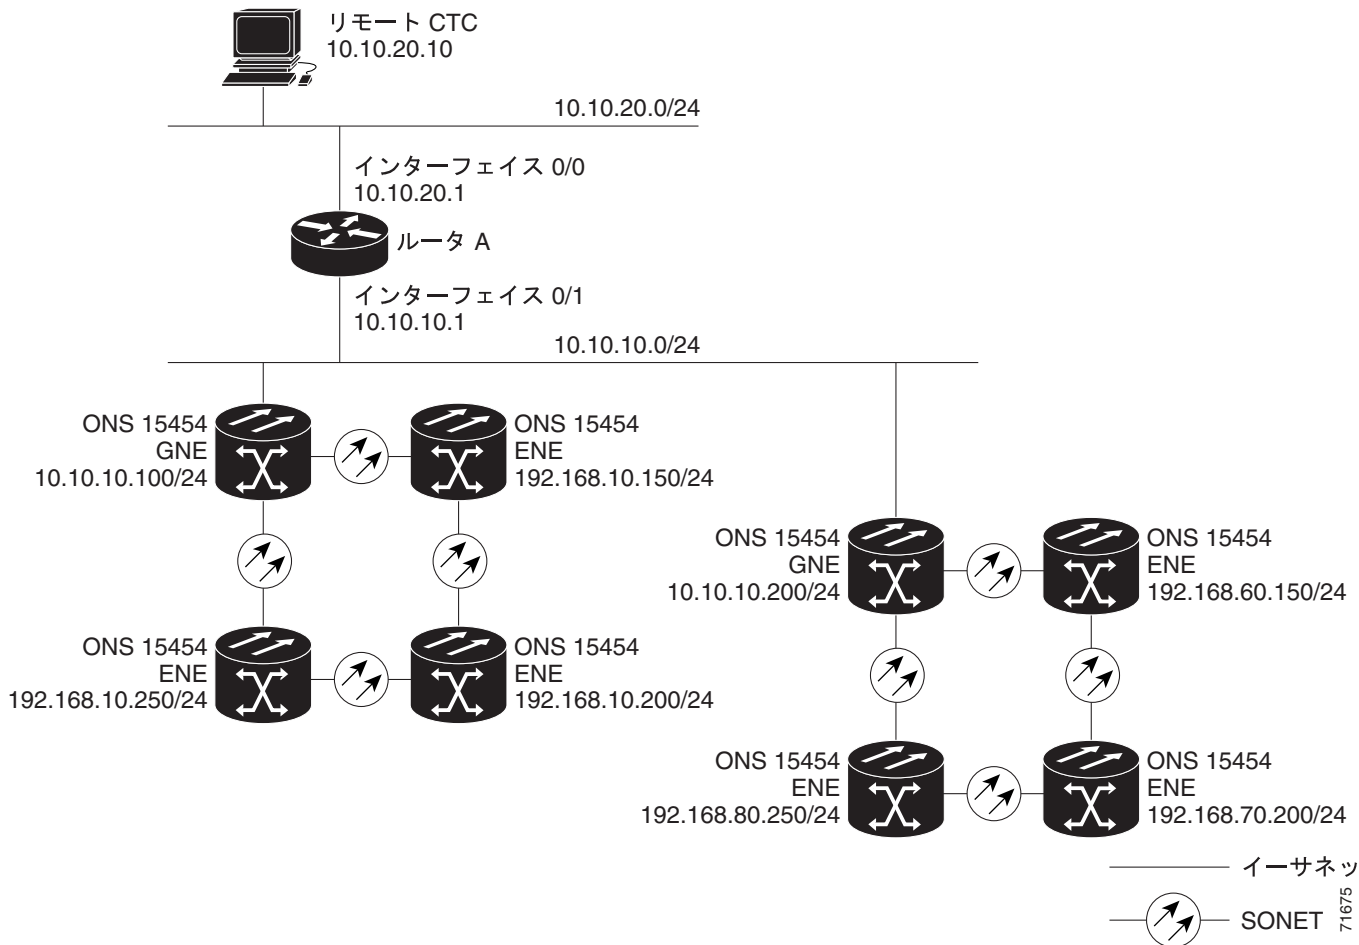 リモート CTC
10.10.20.10
10.10.20.0/24
インターフェイス 0/0
10.10.20.1
ルータ A
インターフェイス 0/1
10.10.10.1
10.10.10.0/24
ONS 15454
GNE
10.10.10.100/24
ONS 15454
ENE
192.168.10.150/24
ONS 15454
GNE
10.10.10.200/24
ONS 15454
ENE
192.168.60.150/24
ONS 15454
ENE
192.168.10.250/24
ONS 15454
ENE
192.168.10.200/24
ONS 15454
ENE
192.168.80.250/24
ONS 15454
ENE
192.168.70.200/24
イーサネッ
SONET
71675